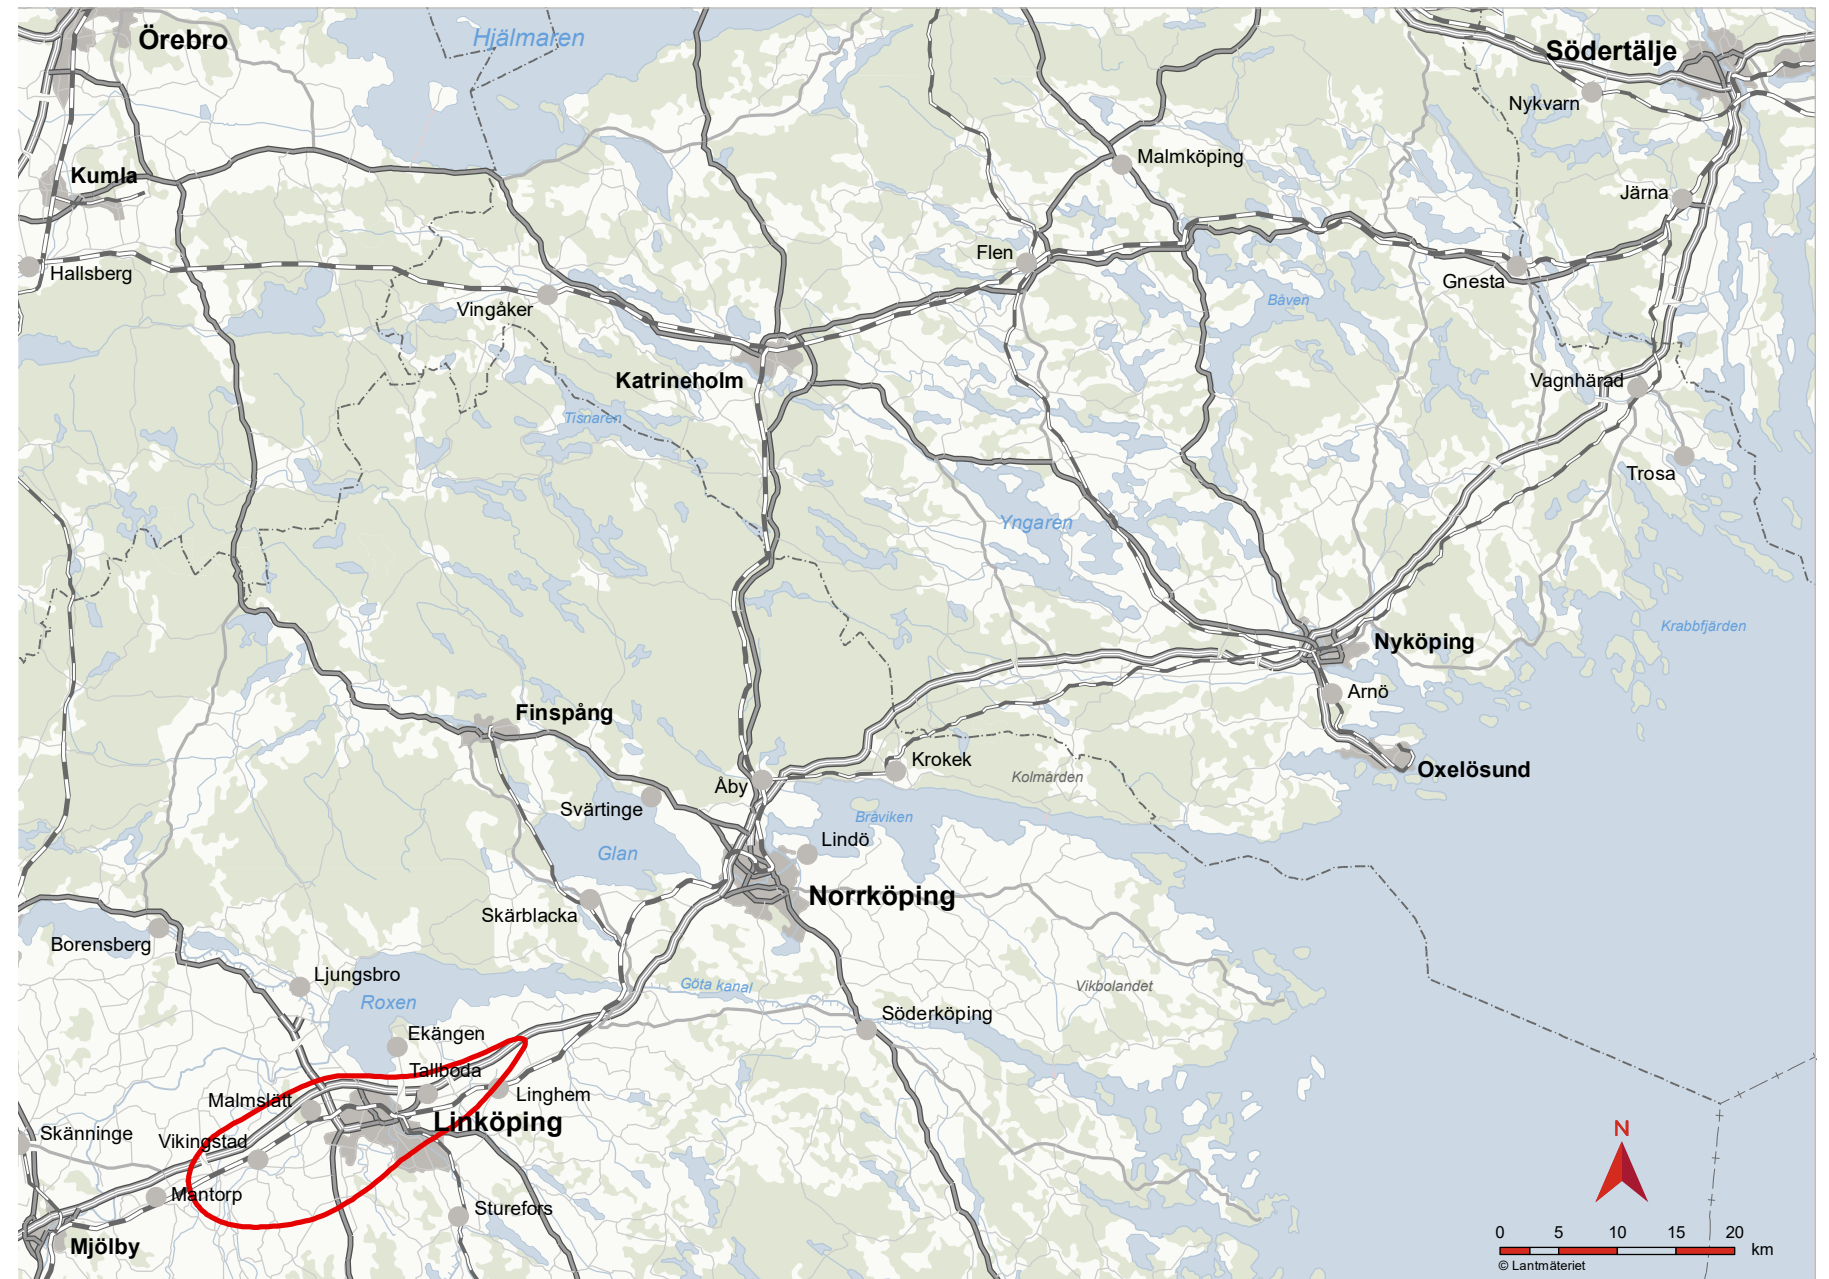 Örebro
Hjälmaren
Södertälje
Nykvarn
Malmköping
Kumla
Järna
Flen
Hallsberg
Gnesta
Vingåker
Båven
Katrineholm
Vagnhärad
Tisnaren
Trosa
Yngaren
Krabbfjärden
Nyköping
Arnö
Finspång
Krokek
Oxelösund
Kolmården
Åby
Svärtinge
Bråviken
Lindö
Glan
Norrköping
Skärblacka
Borensberg
Ljungsbro
Göta kanal
Vikbolandet
Roxen
Söderköping
Ekängen
Tallboda
Linghem
Malmslätt
Linköping
Skänninge
Vikingstad
N
Mantorp
Sturefors
Mjölby
0 5 10 15 20
km
© Lantmäteriet